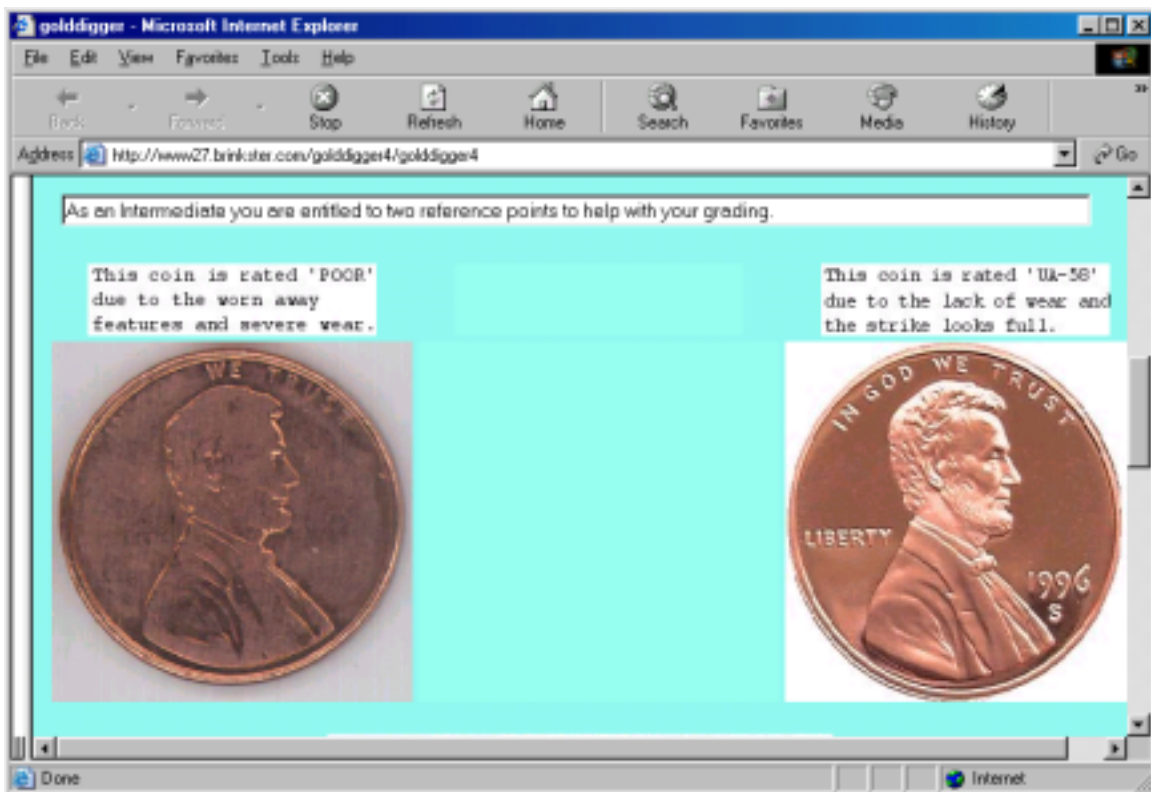 golddigger - Microsoft Internet Explorer
File Edit View Favorites Tools Help
Back Forward Stop Refresh Home Search Favorites Media History
Address http://www27.brinkster.com/golddigger4/golddigger4 Go
As an Intermediate you are entitled to two reference points to help with your grading.
This coin is rated 'POOR'
due to the worn away
features and severe wear.
This coin is rated 'UA-58'
due to the lack of wear and
the strike looks full.
WE TRUST
IN GOD WE TRUST
LIBERTY
1996
S
Done Internet